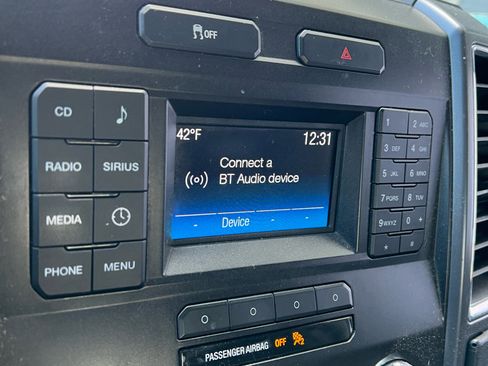 OFF
CD
RADIO SIRIUS
MEDIA
PHONE MENU
42°F 12:31
Connect a
BT Audio device
- Device - -
1 2 ABC
3 DEF 4 GHI
5 JKL 6 MNO
7 PQRS 8 TUV
9 WXYZ 0 +
* #
PASSENGER AIRBAG OFF